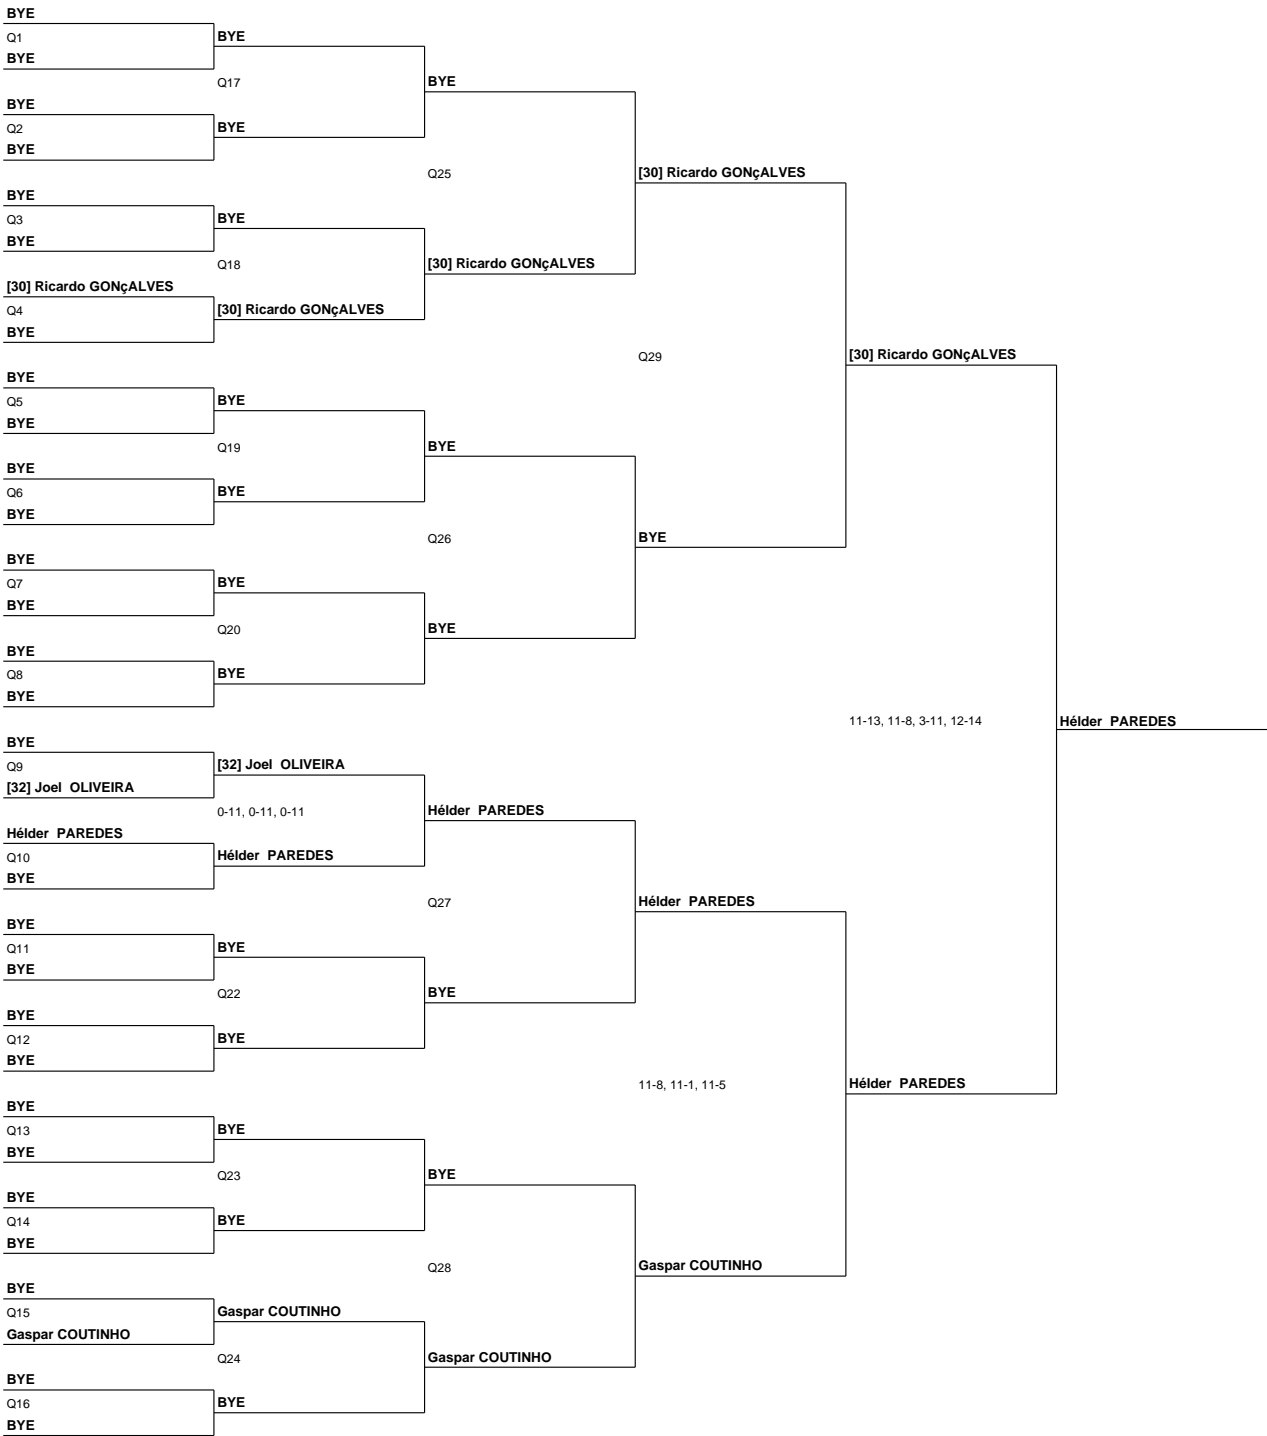 BYE
Q1
BYE
BYE
Q17
BYE
BYE
Q2
BYE
BYE
Q25
[30] Ricardo GONçALVES
BYE
Q3
BYE
BYE
Q18
[30] Ricardo GONçALVES
[30] Ricardo GONçALVES
Q4
[30] Ricardo GONçALVES
BYE
Q29
[30] Ricardo GONçALVES
BYE
Q5
BYE
BYE
Q19
BYE
BYE
Q6
BYE
BYE
Q26
BYE
BYE
Q7
BYE
BYE
Q20
BYE
BYE
Q8
BYE
BYE
11-13, 11-8, 3-11, 12-14
Hélder PAREDES
BYE
Q9
[32] Joel OLIVEIRA
[32] Joel OLIVEIRA
0-11, 0-11, 0-11
Hélder PAREDES
Hélder PAREDES
Q10
Hélder PAREDES
BYE
Q27
Hélder PAREDES
BYE
Q11
BYE
BYE
Q22
BYE
BYE
Q12
BYE
BYE
11-8, 11-1, 11-5
Hélder PAREDES
BYE
Q13
BYE
BYE
Q23
BYE
BYE
Q14
BYE
BYE
Q28
Gaspar COUTINHO
BYE
Q15
Gaspar COUTINHO
Gaspar COUTINHO
Q24
Gaspar COUTINHO
BYE
Q16
BYE
BYE